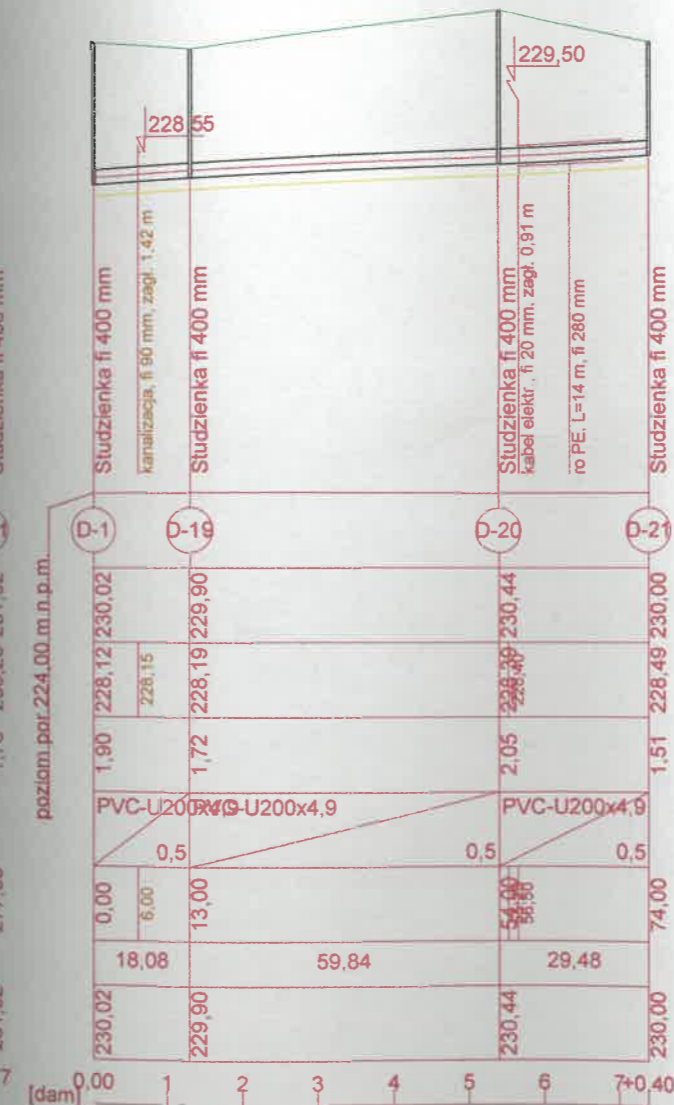 229,50
228,55
Studzienka fi 400 mm
kanalizacja, fi 90 mm, zagł. 1,42 m
Studzienka fi 400 mm
Studzienka fi 400 mm
kabel elektr., fi 20 mm, zagł. 0,91 m
ro PE, L=14 m, fi 280 mm
Studzienka fi 400 mm
poziom por.224,00 m.n.p.m.
D-1 D-19 D-20 D-21
230,02 229,90 230,44 230,00
228,12 228,15 228,19 228,49
1,90 1,72 2,05 1,51
PVC-U200x4,9 PVC-U200x4,9 PVC-U200x4,9
0,5 0,5 0,5
0,00 6,00 13,00 74,00
18,08 59,84 29,48
230,02 229,90 230,44 230,00
[dam] 0,00 1 2 3 4 5 6 7+0,40